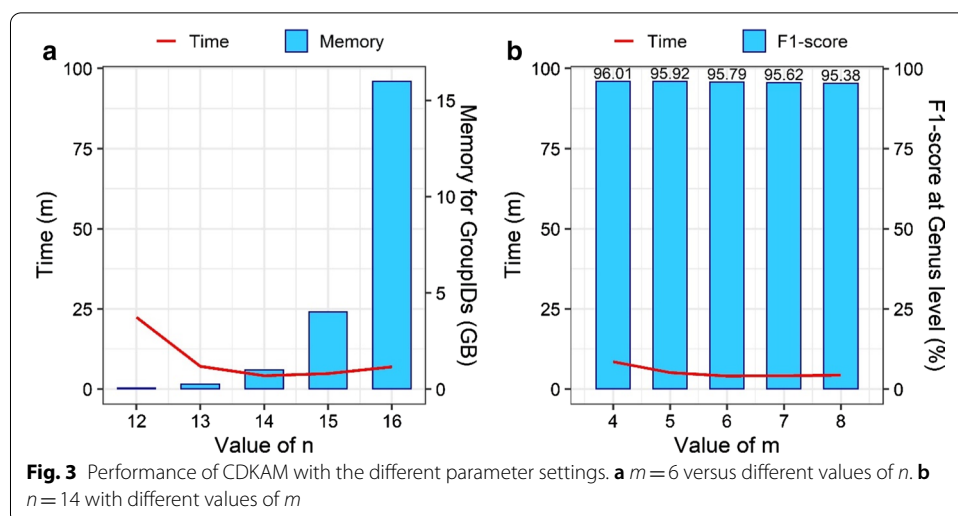 a
Time
Memory
100
75
50
25
0
Time (m)
15
10
5
0
Memory for GroupIDs (GB)
12 13 14 15 16
Value of n
b
Time
F1-score
100
75
50
25
0
Time (m)
96.01 95.92 95.79 95.62 95.38
100
75
50
25
0
F1-score at Genus level (%)
4 5 6 7 8
Value of m
Fig. 3 Performance of CDKAM with the different parameter settings. a m = 6 versus different values of n. b
n = 14 with different values of m